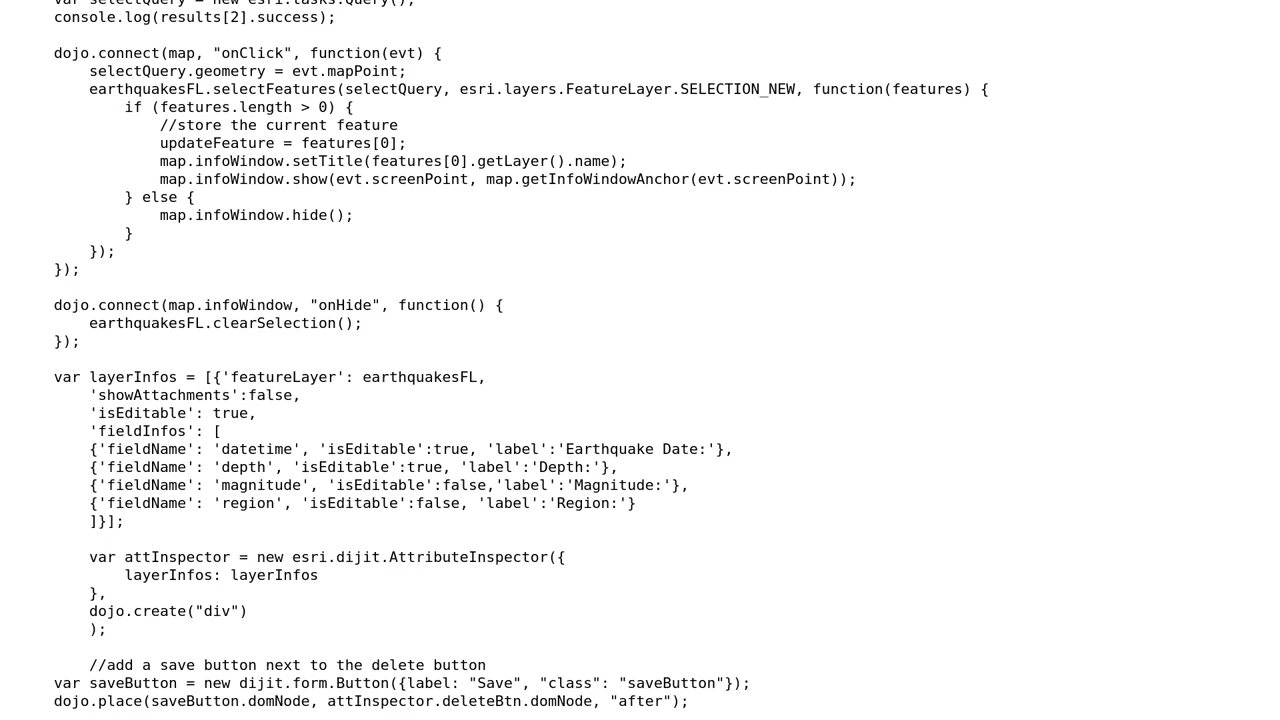 var selectQuery = new esri.tasks.Query();
console.log(results[2].success);

dojo.connect(map, "onClick", function(evt) {
    selectQuery.geometry = evt.mapPoint;
    earthquakesFL.selectFeatures(selectQuery, esri.layers.FeatureLayer.SELECTION_NEW, function(features) {
        if (features.length > 0) {
            //store the current feature
            updateFeature = features[0];
            map.infoWindow.setTitle(features[0].getLayer().name);
            map.infoWindow.show(evt.screenPoint, map.getInfoWindowAnchor(evt.screenPoint));
        } else {
            map.infoWindow.hide();
        }
    });
});

dojo.connect(map.infoWindow, "onHide", function() {
    earthquakesFL.clearSelection();
});

var layerInfos = [{'featureLayer': earthquakesFL,
    'showAttachments':false,
    'isEditable': true,
    'fieldInfos': [
    {'fieldName': 'datetime', 'isEditable':true, 'label':'Earthquake Date:'},
    {'fieldName': 'depth', 'isEditable':true, 'label':'Depth:'},
    {'fieldName': 'magnitude', 'isEditable':false,'label':'Magnitude:'},
    {'fieldName': 'region', 'isEditable':false, 'label':'Region:'}
    ]}];

    var attInspector = new esri.dijit.AttributeInspector({
        layerInfos: layerInfos
    },
    dojo.create("div")
    );

    //add a save button next to the delete button
var saveButton = new dijit.form.Button({label: "Save", "class": "saveButton"});
dojo.place(saveButton.domNode, attInspector.deleteBtn.domNode, "after");